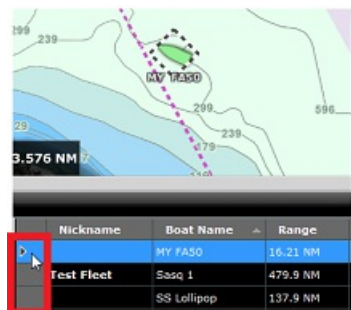 299
239
MY FA50
299
596
239
29
179
3.576 NM
Nickname Boat Name Range
MY FA50 16.21 NM
Test Fleet Sasq 1 479.9 NM
SS Lollipop 137.9 NM